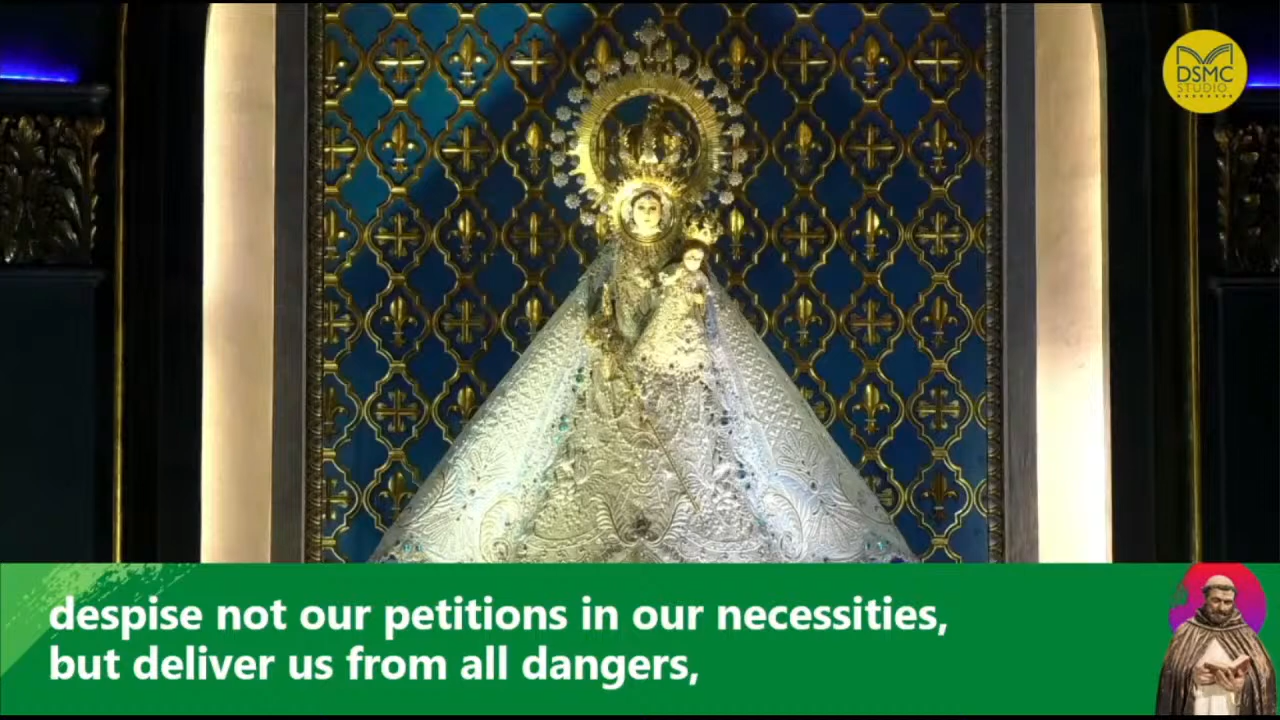 DSMC
STUDIO
despise not our petitions in our necessities,
but deliver us from all dangers,